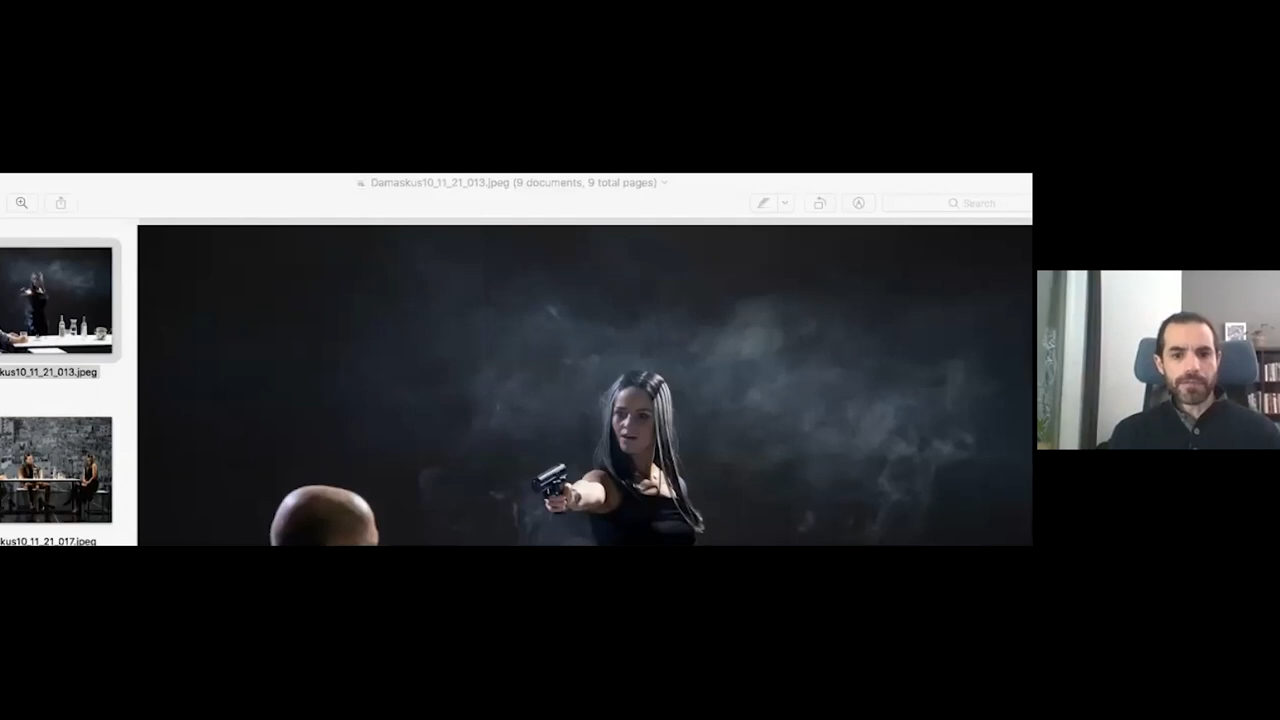 Damaskus10_11_21_013.jpeg (9 documents, 9 total pages)
Search
kus10_11_21_013.jpeg
kus10_11_21_017.jpeg